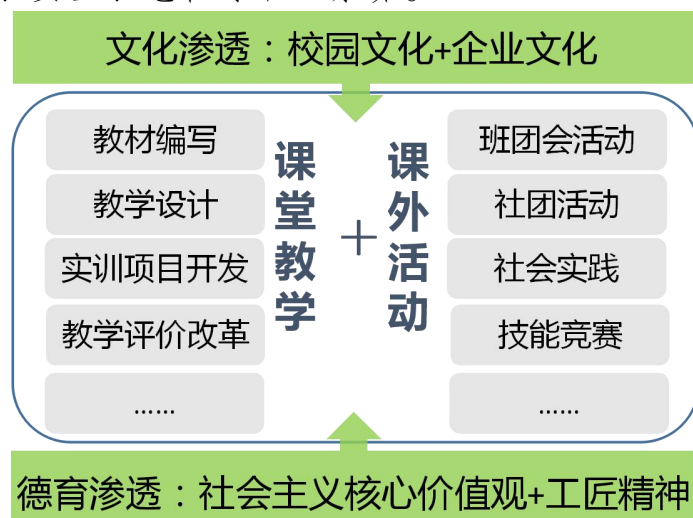 文化渗透：校园文化+企业文化
教材编写
教学设计
实训项目开发
教学评价改革
……
课堂教学
+
课外活动
班团会活动
社团活动
社会实践
技能竞赛
……
德育渗透：社会主义核心价值观+工匠精神